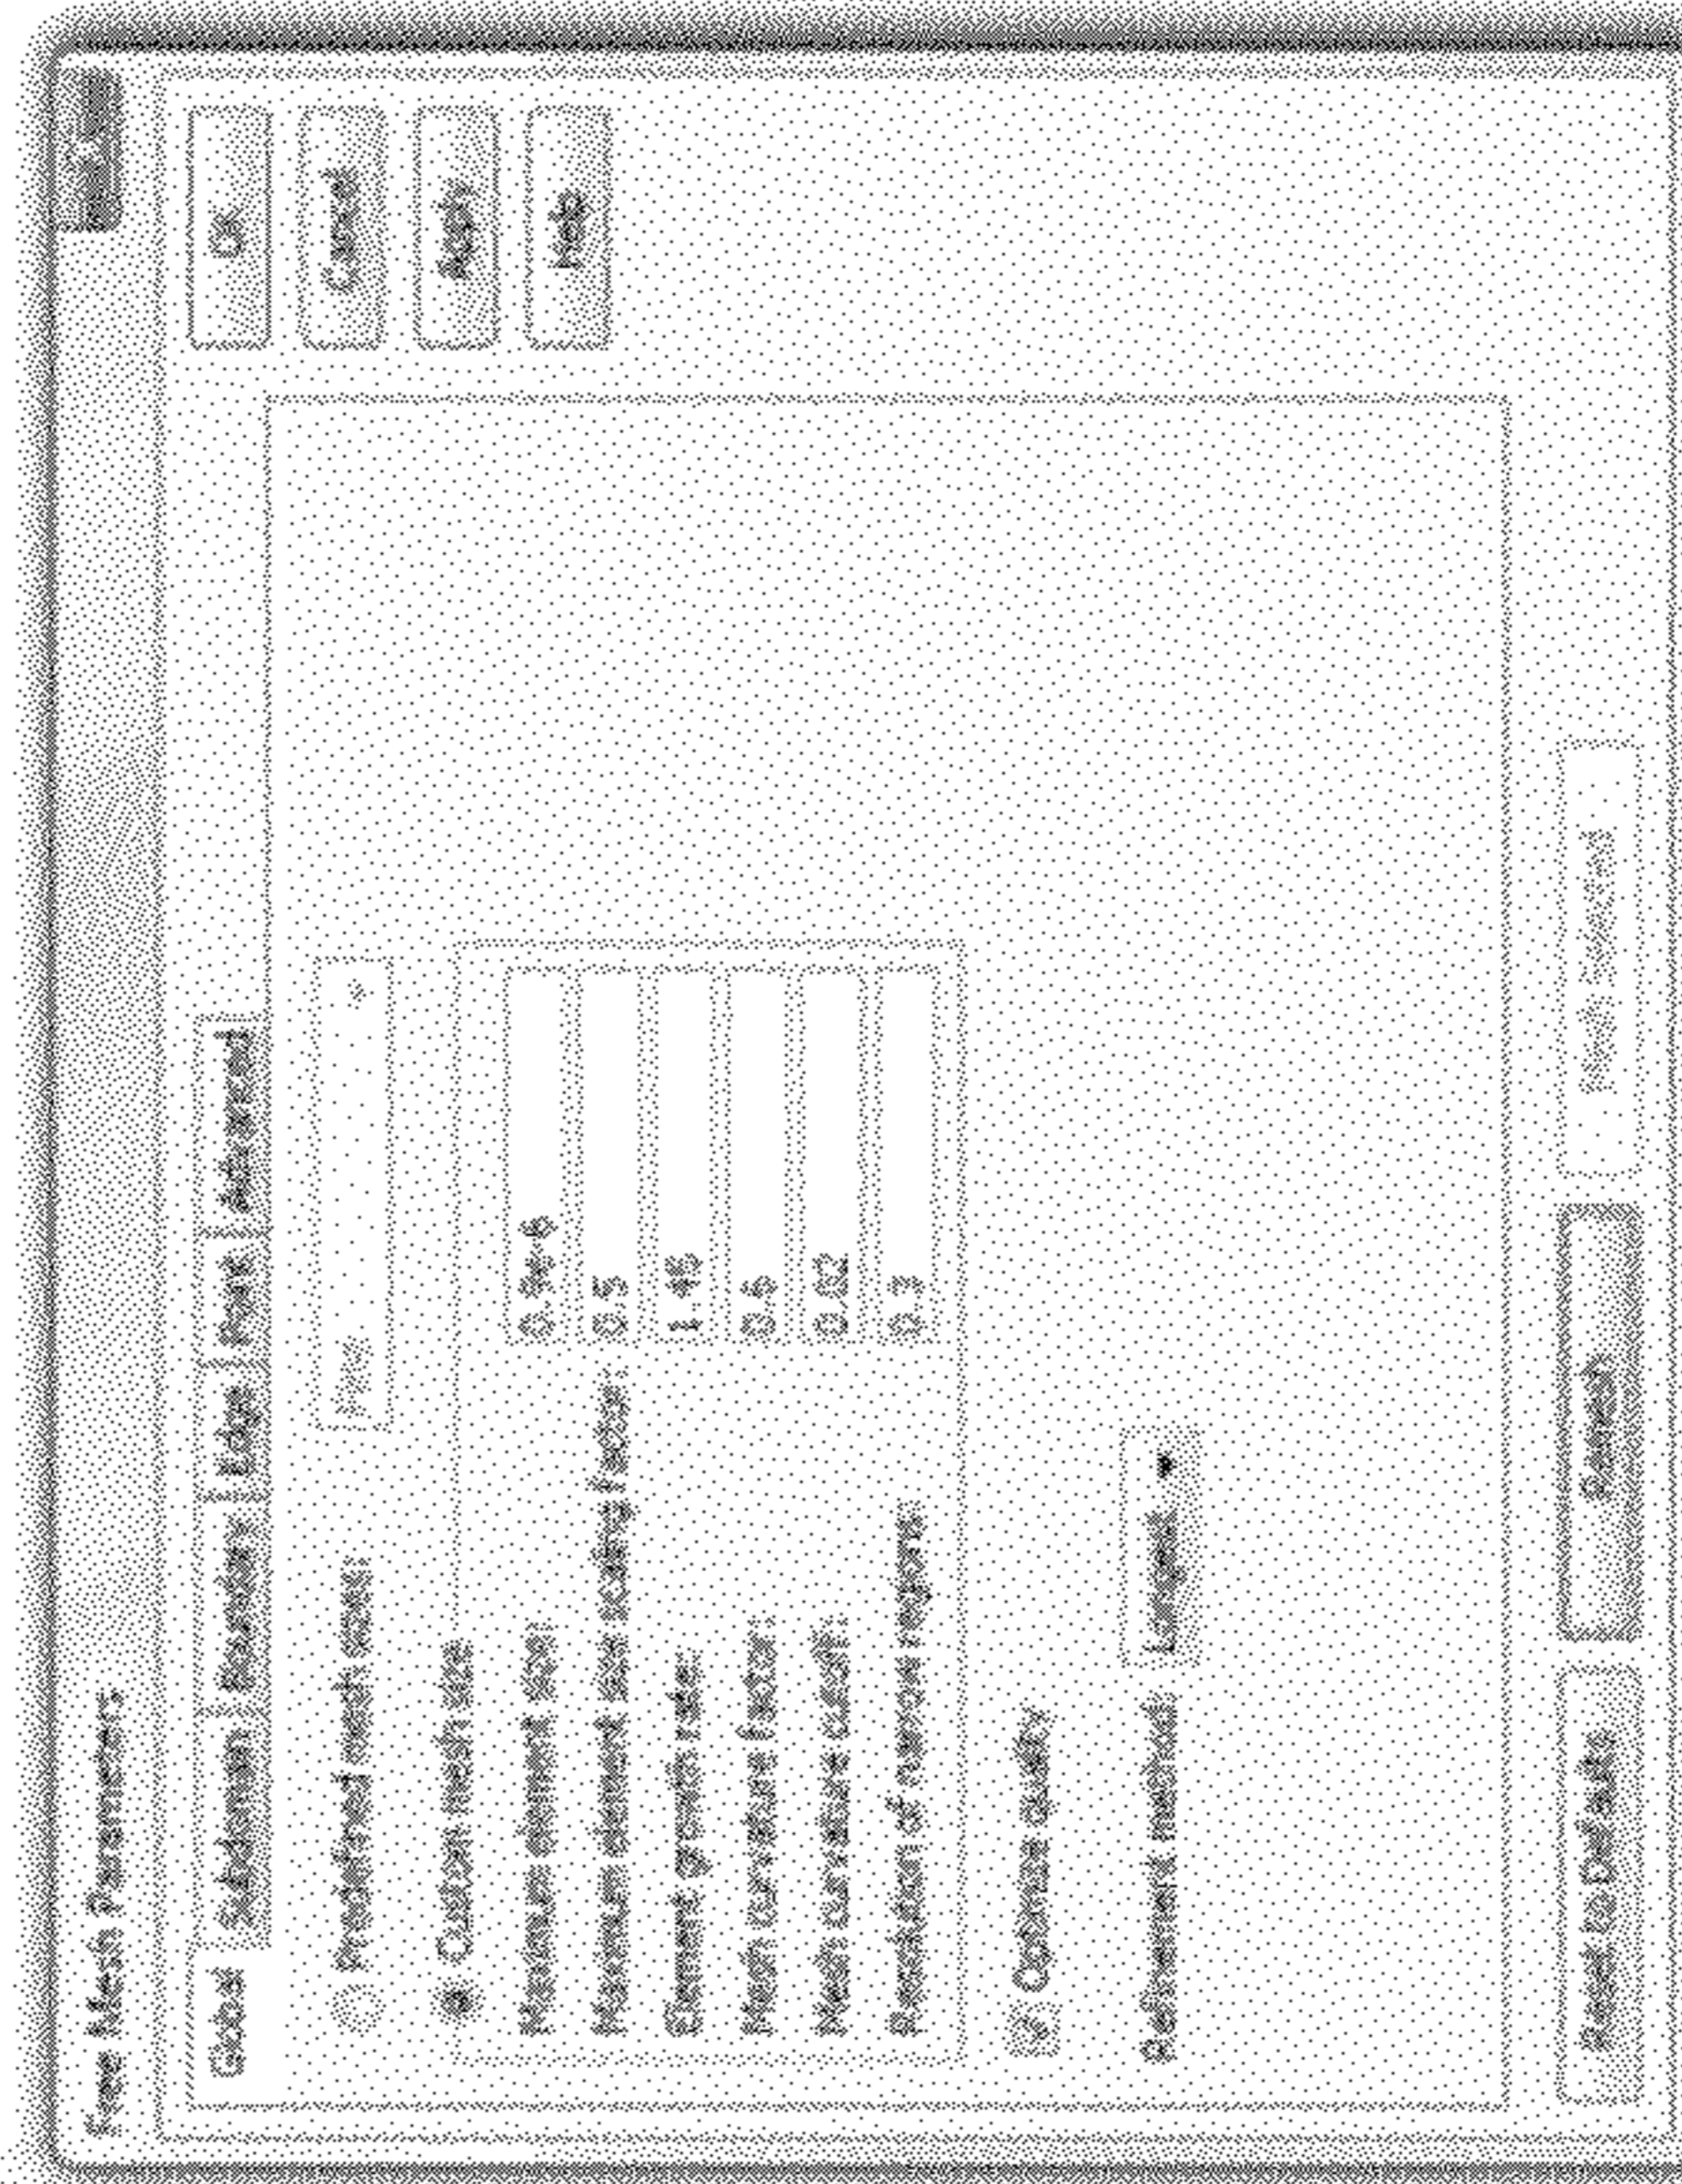 Free Mesh Parameters
Global Subdomain Boundary Edge Point Advanced
Predefined mesh sizes: Normal
Custom mesh size
Maximum element size: 0.9e-6
Maximum element size scaling factor: 0.5
Element growth rate: 1.45
Mesh curvature factor: 0.6
Mesh curvature cutoff: 0.02
Resolution of narrow regions: 0.3
Optimize quality
Refinement method: Longest
OK
Cancel
Apply
Help
Reset to Defaults Remesh Mesh Selected